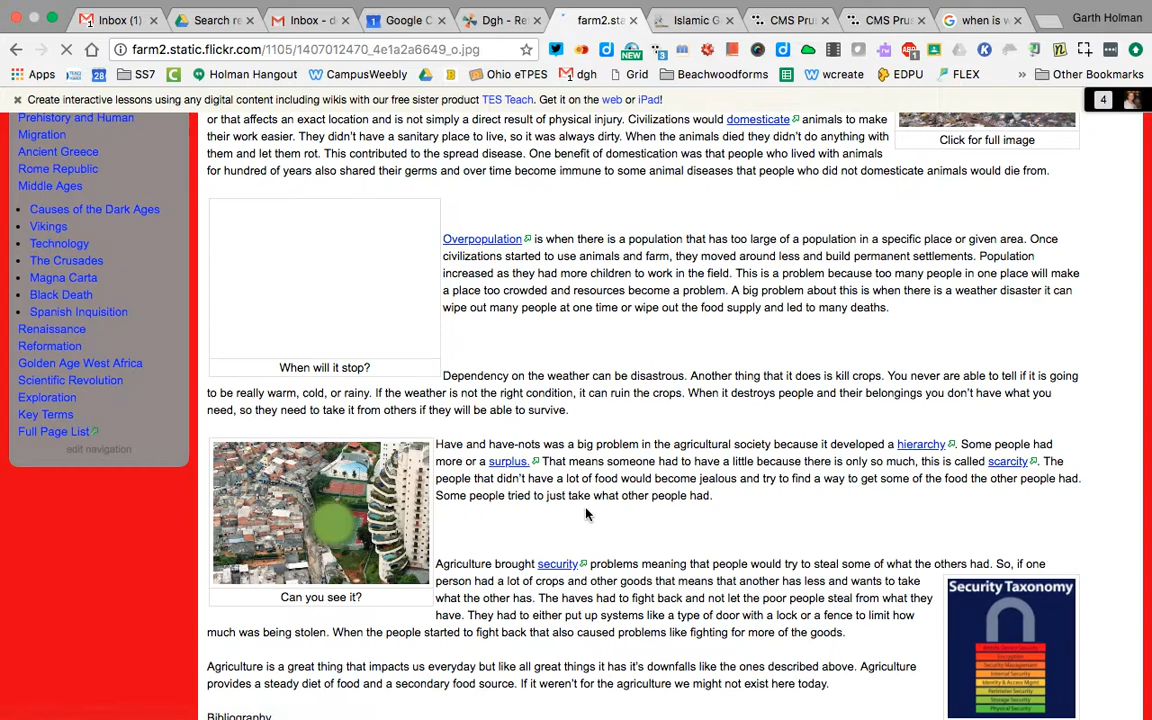 Inbox (1)
Search re
Inbox - d
Google C
Dgh - Re
farm2.sta
Islamic G
CMS Pru
CMS Pru
when is v
Garth Holman
farm2.static.flickr.com/1105/1407012470_4e1a2a6649_o.jpg
Apps
28
SS7
Holman Hangout
CampusWeekly
Ohio eTPES
dgh
Grid
Beachwoodforms
wcreate
EDPU
FLEX
Other Bookmarks
Create interactive lessons using any digital content including wikis with our free sister product TES Teach. Get it on the web or iPad!
4
Prehistory and Human
Migration
Ancient Greece
Rome Republic
Middle Ages
Causes of the Dark Ages
Vikings
Technology
The Crusades
Magna Carta
Black Death
Spanish Inquisition
Renaissance
Reformation
Golden Age West Africa
Scientific Revolution
Exploration
Key Terms
Full Page List
edit navigation
or that affects an exact location and is not simply a direct result of physical injury. Civilizations would domesticate animals to make
their work easier. They didn't have a sanitary place to live, so it was always dirty. When the animals died they didn't do anything with
them and let them rot. This contributed to the spread disease. One benefit of domestication was that people who lived with animals
for hundred of years also shared their germs and over time become immune to some animal diseases that people who did not domesticate animals would die from.
Click for full image
Overpopulation is when there is a population that has too large of a population in a specific place or given area. Once
civilizations started to use animals and farm, they moved around less and build permanent settlements. Population
increased as they had more children to work in the field. This is a problem because too many people in one place will make
a place too crowded and resources become a problem. A big problem about this is when there is a weather disaster it can
wipe out many people at one time or wipe out the food supply and led to many deaths.
When will it stop?
Dependency on the weather can be disastrous. Another thing that it does is kill crops. You never are able to tell if it is going
to be really warm, cold, or rainy. If the weather is not the right condition, it can ruin the crops. When it destroys people and their belongings you don't have what you
need, so they need to take it from others if they will be able to survive.
Have and have-nots was a big problem in the agricultural society because it developed a hierarchy. Some people had
more or a surplus. That means someone had to have a little because there is only so much, this is called scarcity. The
people that didn't have a lot of food would become jealous and try to find a way to get some of the food the other people had.
Some people tried to just take what other people had.
Can you see it?
Agriculture brought security problems meaning that people would try to steal some of what the others had. So, if one
person had a lot of crops and other goods that means that another has less and wants to take
what the other has. The haves had to fight back and not let the poor people steal from what they
have. They had to either put up systems like a type of door with a lock or a fence to limit how
much was being stolen. When the people started to fight back that also caused problems like fighting for more of the goods.
Security Taxonomy
Encryption
Security Management
Internal Security
Identity & Access Mgmt
Perimeter Security
Storage Security
Physical Security
Agriculture is a great thing that impacts us everyday but like all great things it has it's downfalls like the ones described above. Agriculture
provides a steady diet of food and a secondary food source. If it weren't for the agriculture we might not exist here today.
Bibliography